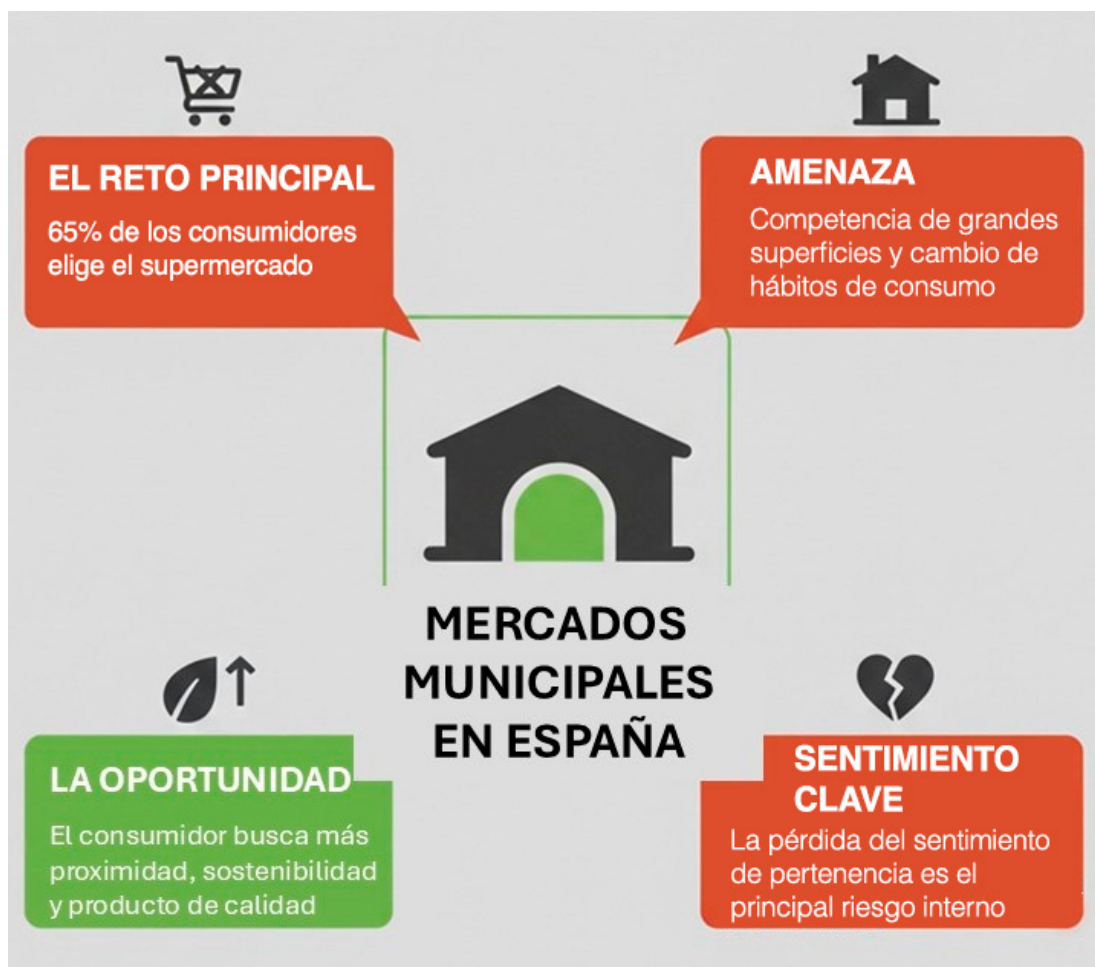 EL RETO PRINCIPAL
65% de los consumidores
elige el supermercado
AMENAZA
Competencia de grandes
superficies y cambio de
hábitos de consumo
MERCADOS
MUNICIPALES
EN ESPAÑA
LA OPORTUNIDAD
El consumidor busca más
proximidad, sostenibilidad
y producto de calidad
SENTIMIENTO
CLAVE
La pérdida del sentimiento
de pertenencia es el
principal riesgo interno